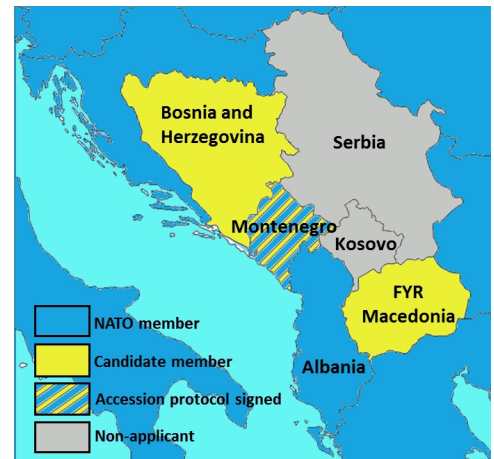 Bosnia and
Herzegovina
Serbia
Montenegro
Kosovo
FYR
Macedonia
Albania
NATO member
Candidate member
Accession protocol signed
Non-applicant